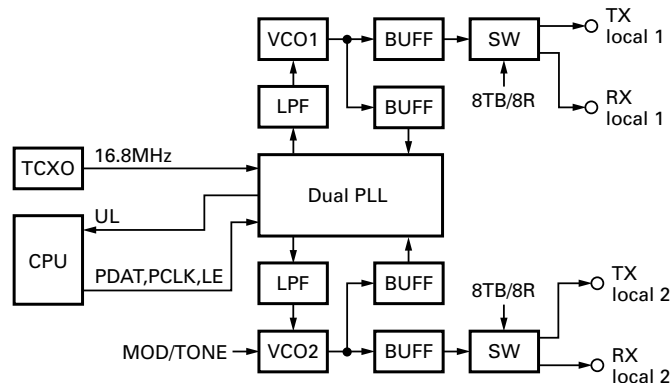 VCO1
BUFF
SW
TX
local 1
LPF
BUFF
8TB/8R
RX
local 1
TCXO
16.8MHz
Dual PLL
UL
CPU
PDAT,PCLK,LE
LPF
BUFF
8TB/8R
TX
local 2
MOD/TONE
VCO2
BUFF
SW
RX
local 2